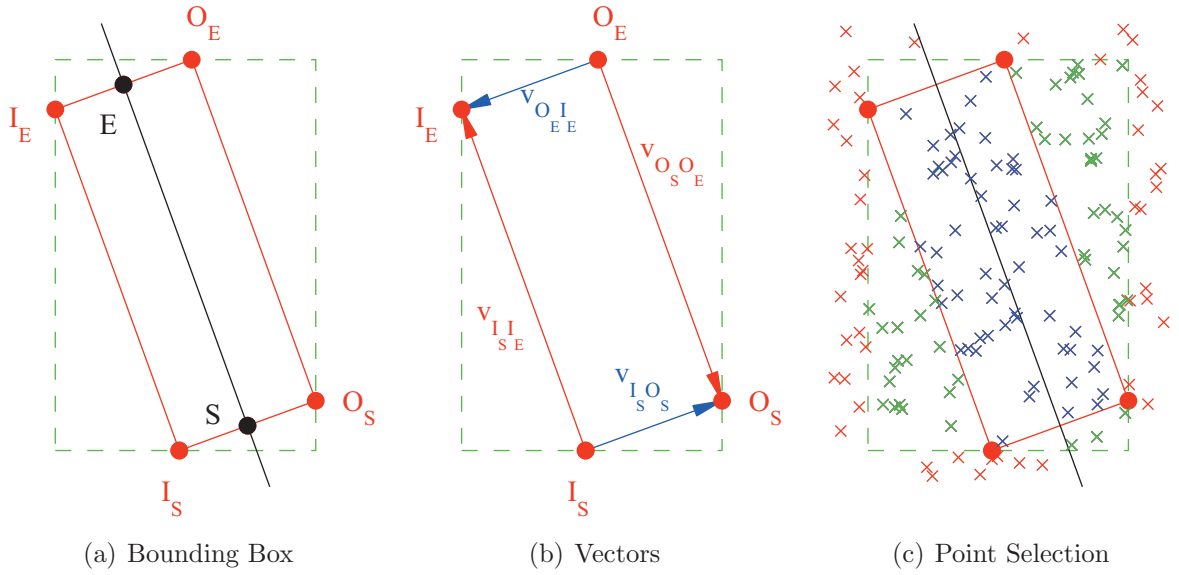 O_E
I_E
E
S
O_S
I_S
(a) Bounding Box
O_E
I_E
v_{O_E I_E}
v_{O_S O_E}
v_{I_S I_E}
v_{I_S O_S}
O_S
I_S
(b) Vectors
(c) Point Selection